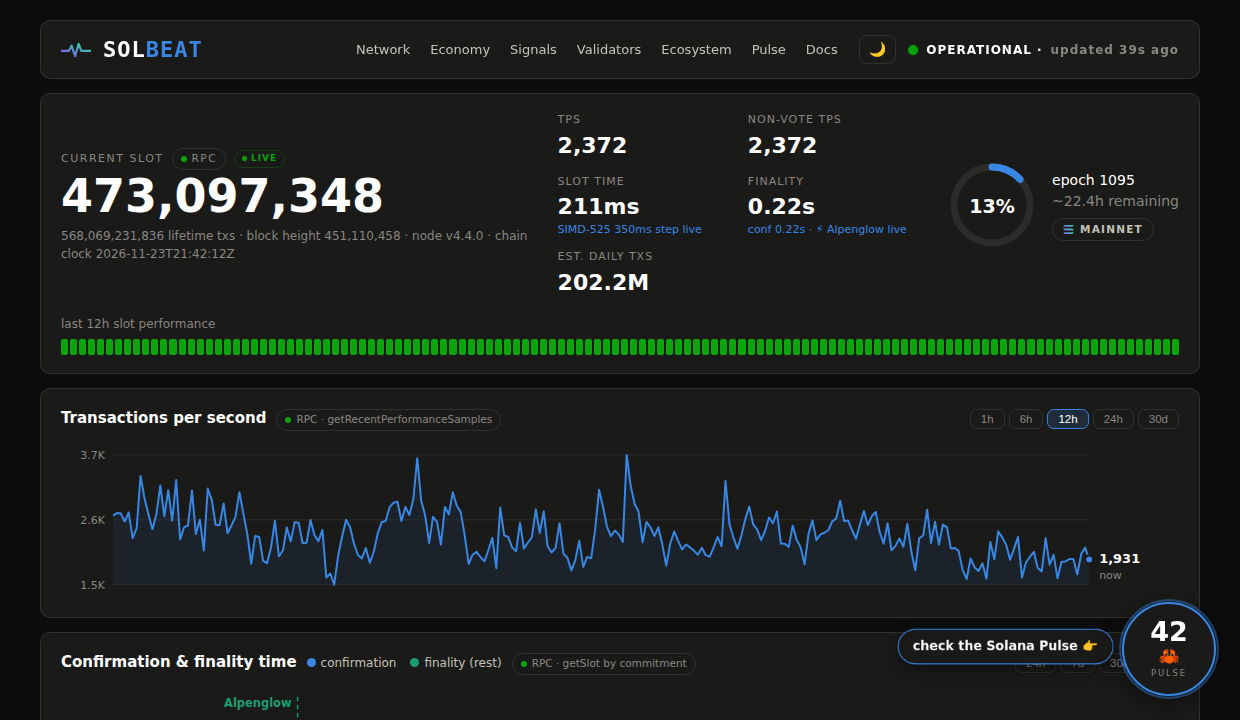 SOLBEAT
Network Economy Signals Validators Ecosystem Pulse Docs
OPERATIONAL · updated 39s ago
CURRENT SLOT RPC LIVE
473,097,348
568,069,231,836 lifetime txs · block height 451,110,458 · node v4.4.0 · chain
clock 2026-11-23T21:42:12Z
TPS
2,372
NON-VOTE TPS
2,372
SLOT TIME
211ms
SIMD-525 350ms step live
FINALITY
0.22s
conf 0.22s · ⚡ Alpenglow live
EST. DAILY TXS
202.2M
13%
epoch 1095
~22.4h remaining
MAINNET
last 12h slot performance
Transactions per second RPC · getRecentPerformanceSamples
1h 6h 12h 24h 30d
3.7K
2.6K
1.5K
1,931
now
Confirmation & finality time confirmation finality (rest) RPC · getSlot by commitment
check the Solana Pulse 👉
42
PULSE
Alpenglow